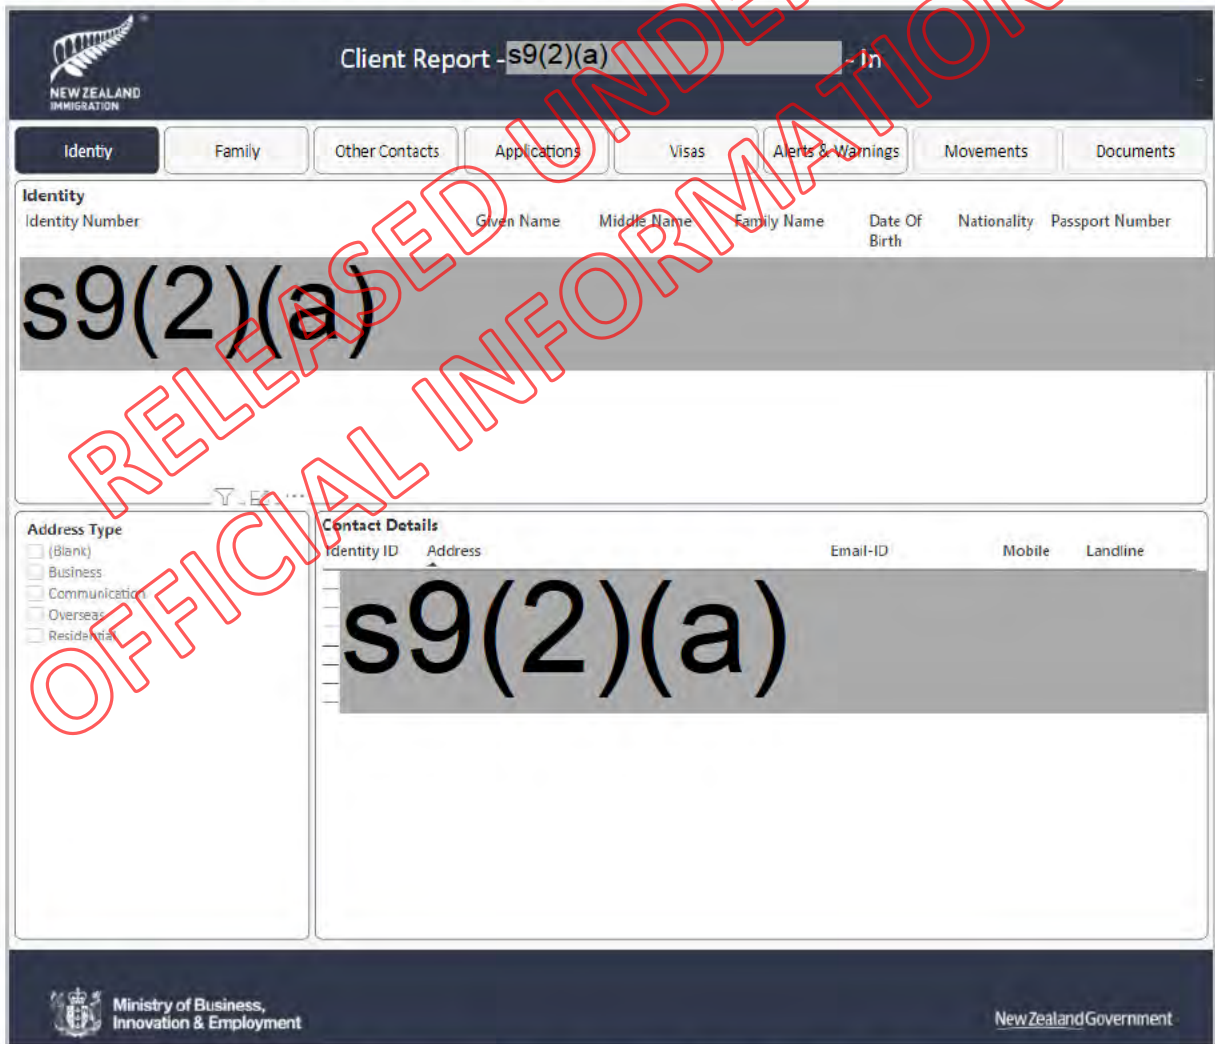 NEW ZEALAND
IMMIGRATION
Client Report - s9(2)(a) - In
Identiy Family Other Contacts Applications Visas Alerts & Warnings Movements Documents
Identity
Identity Number Given Name Middle Name Family Name Date Of Birth Nationality Passport Number
s9(2)(a)
Address Type
(Blank)
Business
Communication
Overseas
Residential
Contact Details
Identity ID Address Email-ID Mobile Landline
s9(2)(a)
RELEASED UNDER
OFFICIAL INFORMATION
Ministry of Business,
Innovation & Employment
New Zealand Government